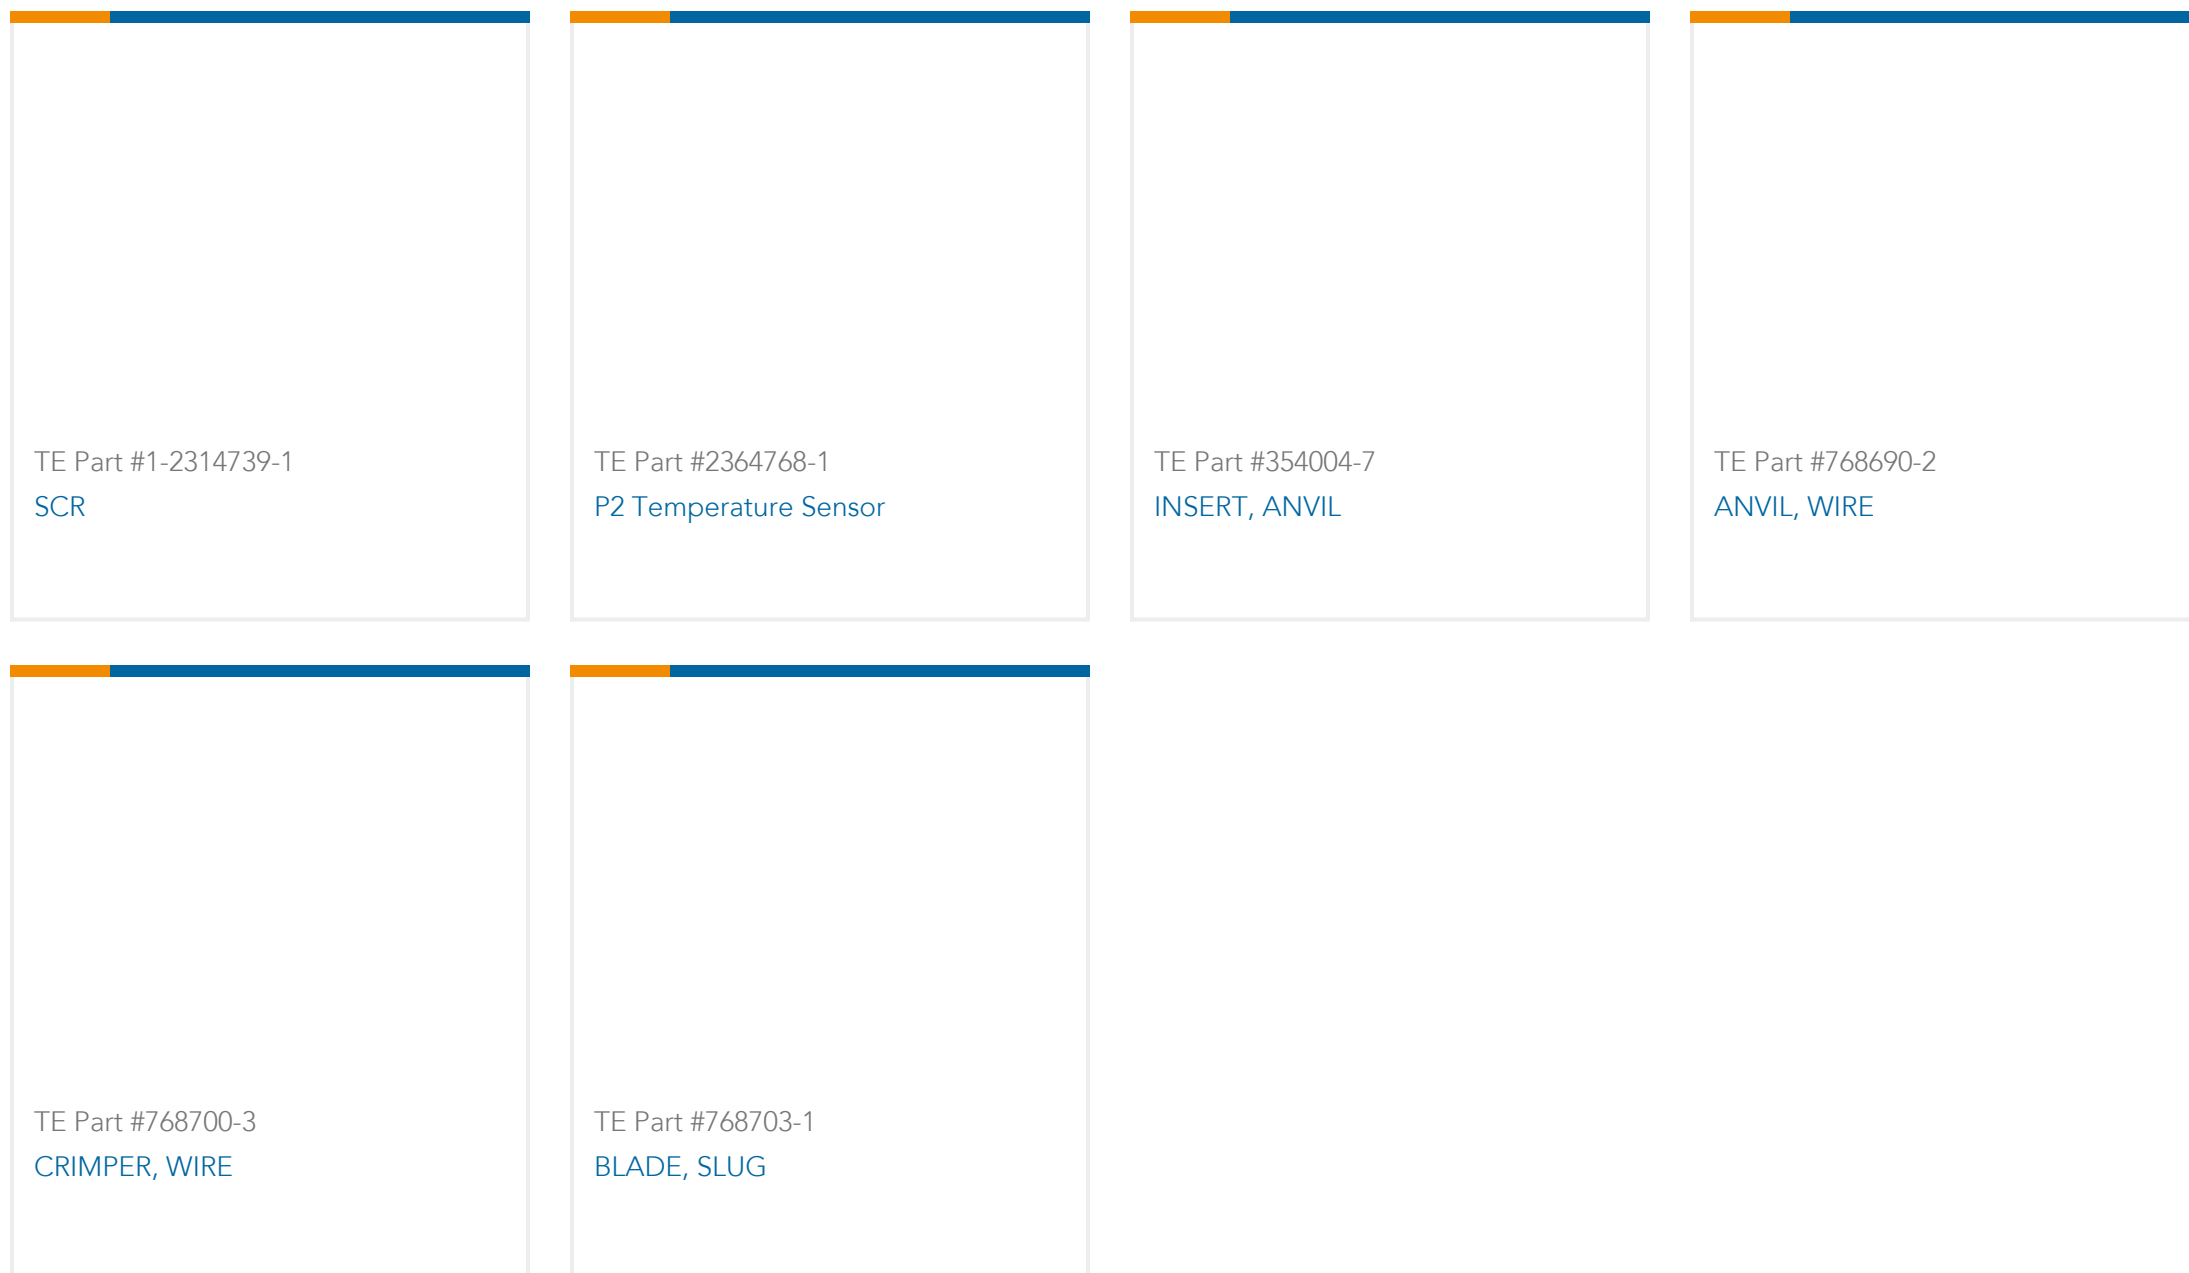 TE Part #1-2314739-1
SCR
TE Part #2364768-1
P2 Temperature Sensor
TE Part #354004-7
INSERT, ANVIL
TE Part #768690-2
ANVIL, WIRE
TE Part #768700-3
CRIMPER, WIRE
TE Part #768703-1
BLADE, SLUG